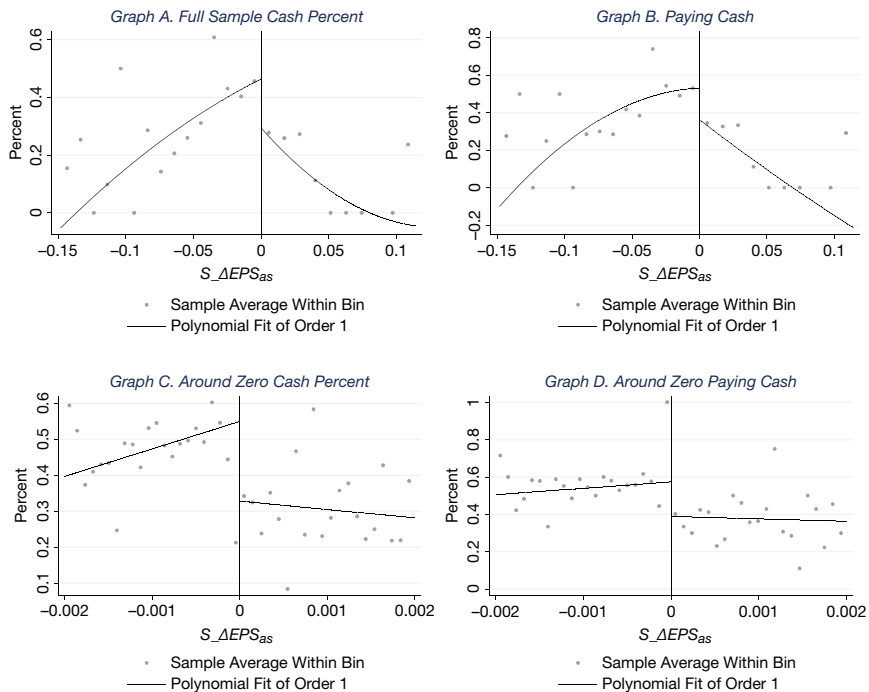 Graph A. Full Sample Cash Percent
Percent
0.6
0.4
0.2
0
−0.15
−0.1
−0.05
0
0.05
0.1
S_ΔEPSas
Sample Average Within Bin
Polynomial Fit of Order 1
Graph B. Paying Cash
Percent
0.8
0.6
0.4
0.2
0
−0.2
−0.15
−0.1
−0.05
0
0.05
0.1
S_ΔEPSas
Sample Average Within Bin
Polynomial Fit of Order 1
Graph C. Around Zero Cash Percent
Percent
0.6
0.5
0.4
0.3
0.2
0.1
−0.002
−0.001
0
0.001
0.002
S_ΔEPSas
Sample Average Within Bin
Polynomial Fit of Order 1
Graph D. Around Zero Paying Cash
Percent
1
0.8
0.6
0.4
0.2
0
−0.002
−0.001
0
0.001
0.002
S_ΔEPSas
Sample Average Within Bin
Polynomial Fit of Order 1